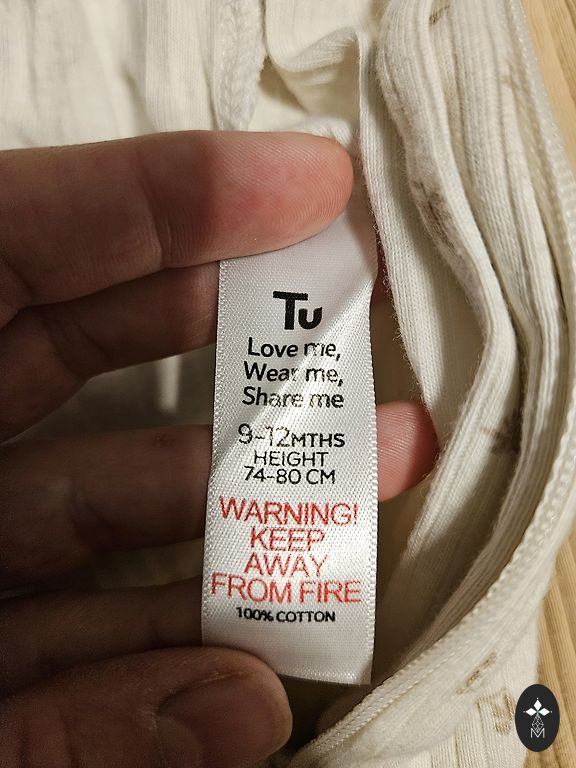 Tu
Love me,
Wear me,
Share me
9-12MTHS
HEIGHT
74-80 CM
WARNING!
KEEP
AWAY
FROM FIRE
100% COTTON
M